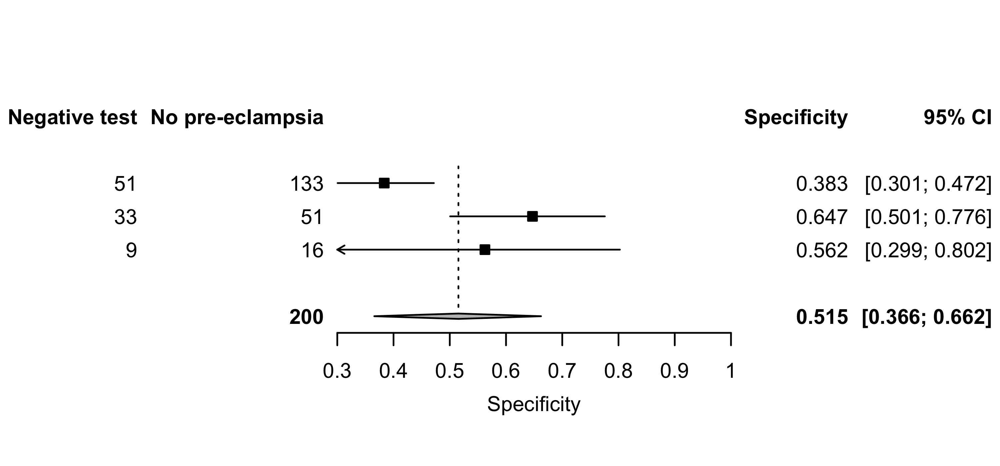 Negative test No pre-eclampsia Specificity 95% CI
51 133 0.383 [0.301; 0.472]
33 51 0.647 [0.501; 0.776]
9 16 0.562 [0.299; 0.802]
200 0.515 [0.366; 0.662]
0.3 0.4 0.5 0.6 0.7 0.8 0.9 1
Specificity